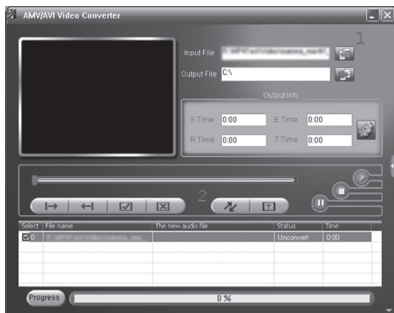 AMV/AVI Video Converter
1
Input File
Output File C:\
Output Info
S.Time 0:00 E.Time 0:00
R.Time 0:00 T.Time 0:00
2
Select File name The new audio file Status Time
0 Unconvert 0:00
Progress 0 %